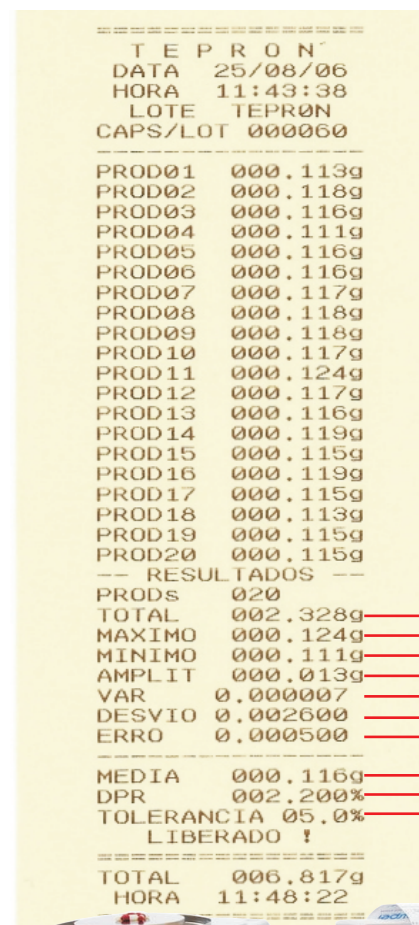 T E P R O N
DATA 25/08/06
HORA 11:43:38
LOTE TEPRØN
CAPS/LOT 000060
PROD01 000.113g
PROD02 000.118g
PROD03 000.116g
PROD04 000.111g
PROD05 000.116g
PROD06 000.116g
PROD07 000.117g
PROD08 000.118g
PROD09 000.118g
PROD10 000.117g
PROD11 000.124g
PROD12 000.117g
PROD13 000.116g
PROD14 000.119g
PROD15 000.115g
PROD16 000.119g
PROD17 000.115g
PROD18 000.113g
PROD19 000.115g
PROD20 000.115g
-- RESULTADOS --
PRODs 020
TOTAL 002.328g
MAXIMO 000.124g
MINIMO 000.111g
AMPLIT 000.013g
VAR 0.000007
DESVIO 0.002600
ERRO 0.000500
MEDIA 000.116g
DPR 002.200%
TOLERANCIA 05.0%
LIBERADO !
TOTAL 006.817g
HORA 11:48:22